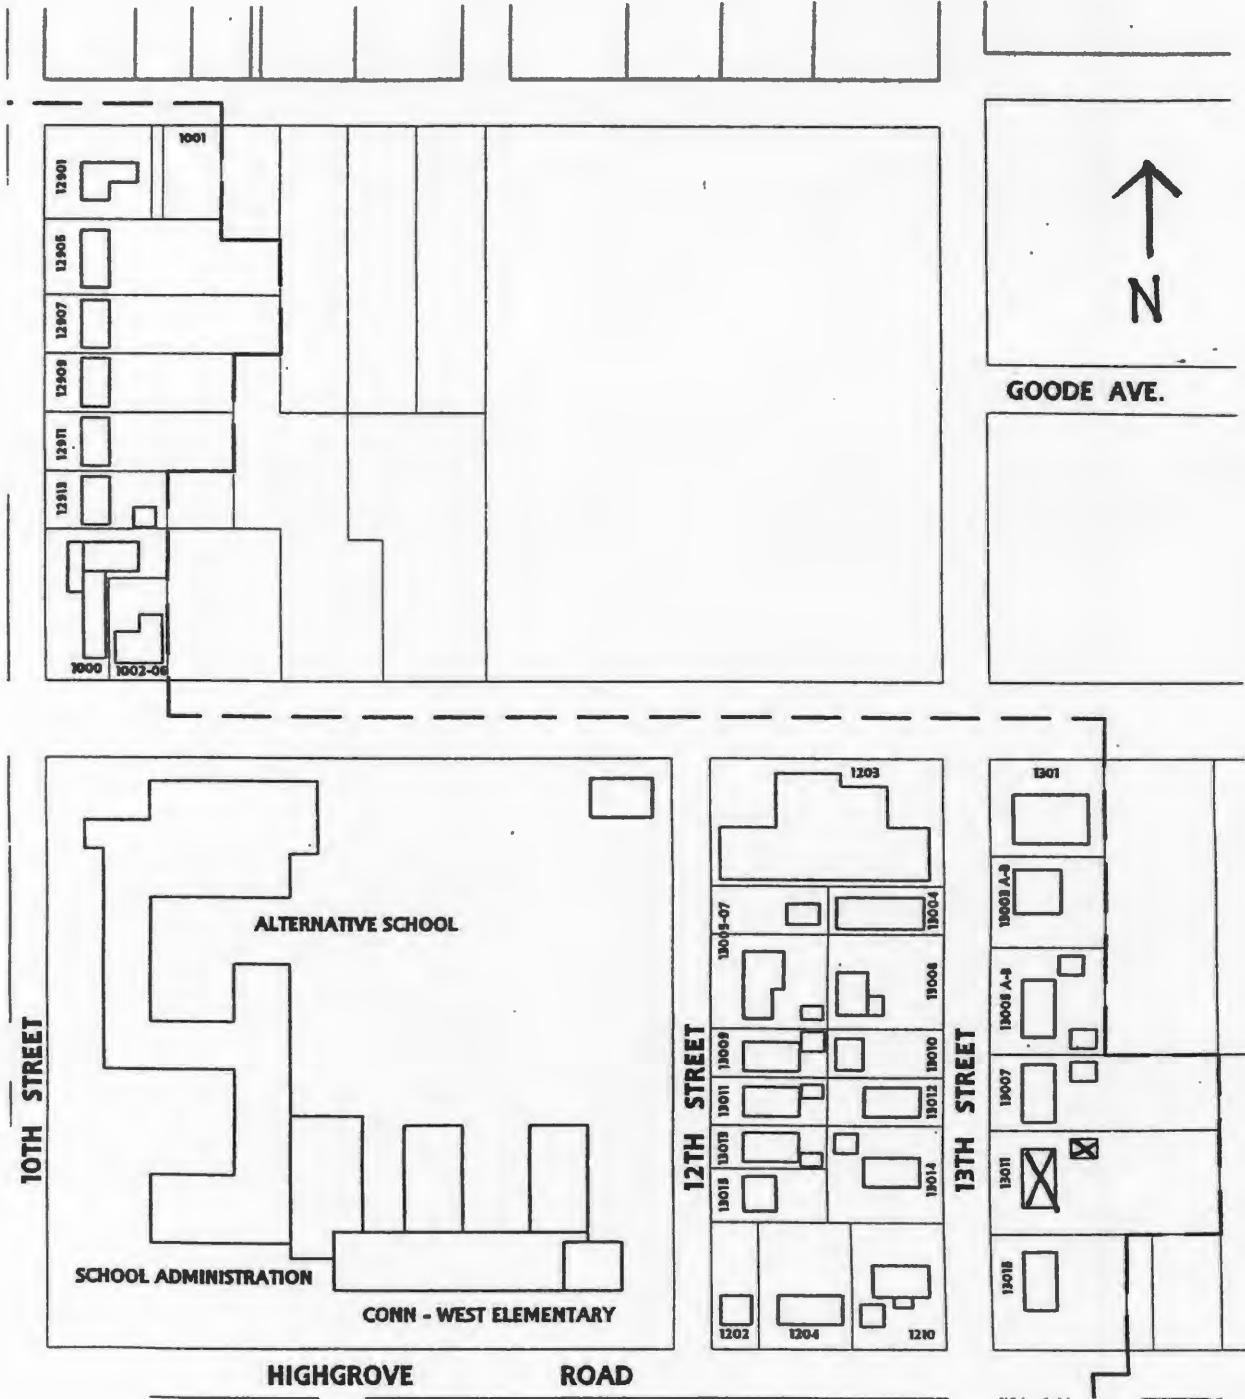 1001
12901
12905
12907
12909
12911
12913
1000
1002-06
N
GOODE AVE.
1203
1301
13004
13005-07
13003 A-B
ALTERNATIVE SCHOOL
13008
13005 A-B
13009
13010
13007
13011
13012
13013
13014
13011
13015
10TH STREET
12TH STREET
13TH STREET
13015
SCHOOL ADMINISTRATION
CONN - WEST ELEMENTARY
1202
1204
1210
HIGHGROVE ROAD